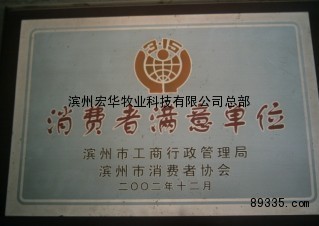 3·15
滨州宏华牧业科技有限公司总部
消费者满意單位
滨州市工商行政管理局
滨州市消费者协会
二〇〇二年十二月
89335.com